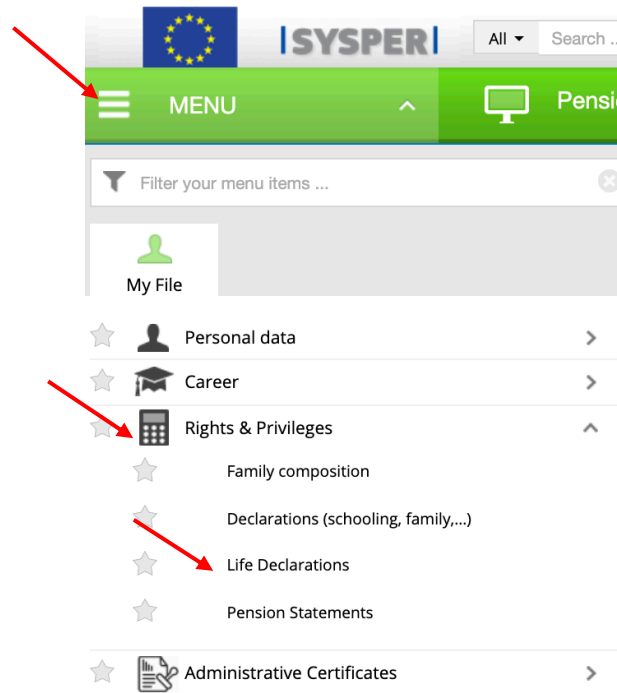 SYSPER All Search ...
MENU Pensi
Filter your menu items ...
My File
Personal data
Career
Rights & Privileges
Family composition
Declarations (schooling, family,...)
Life Declarations
Pension Statements
Administrative Certificates